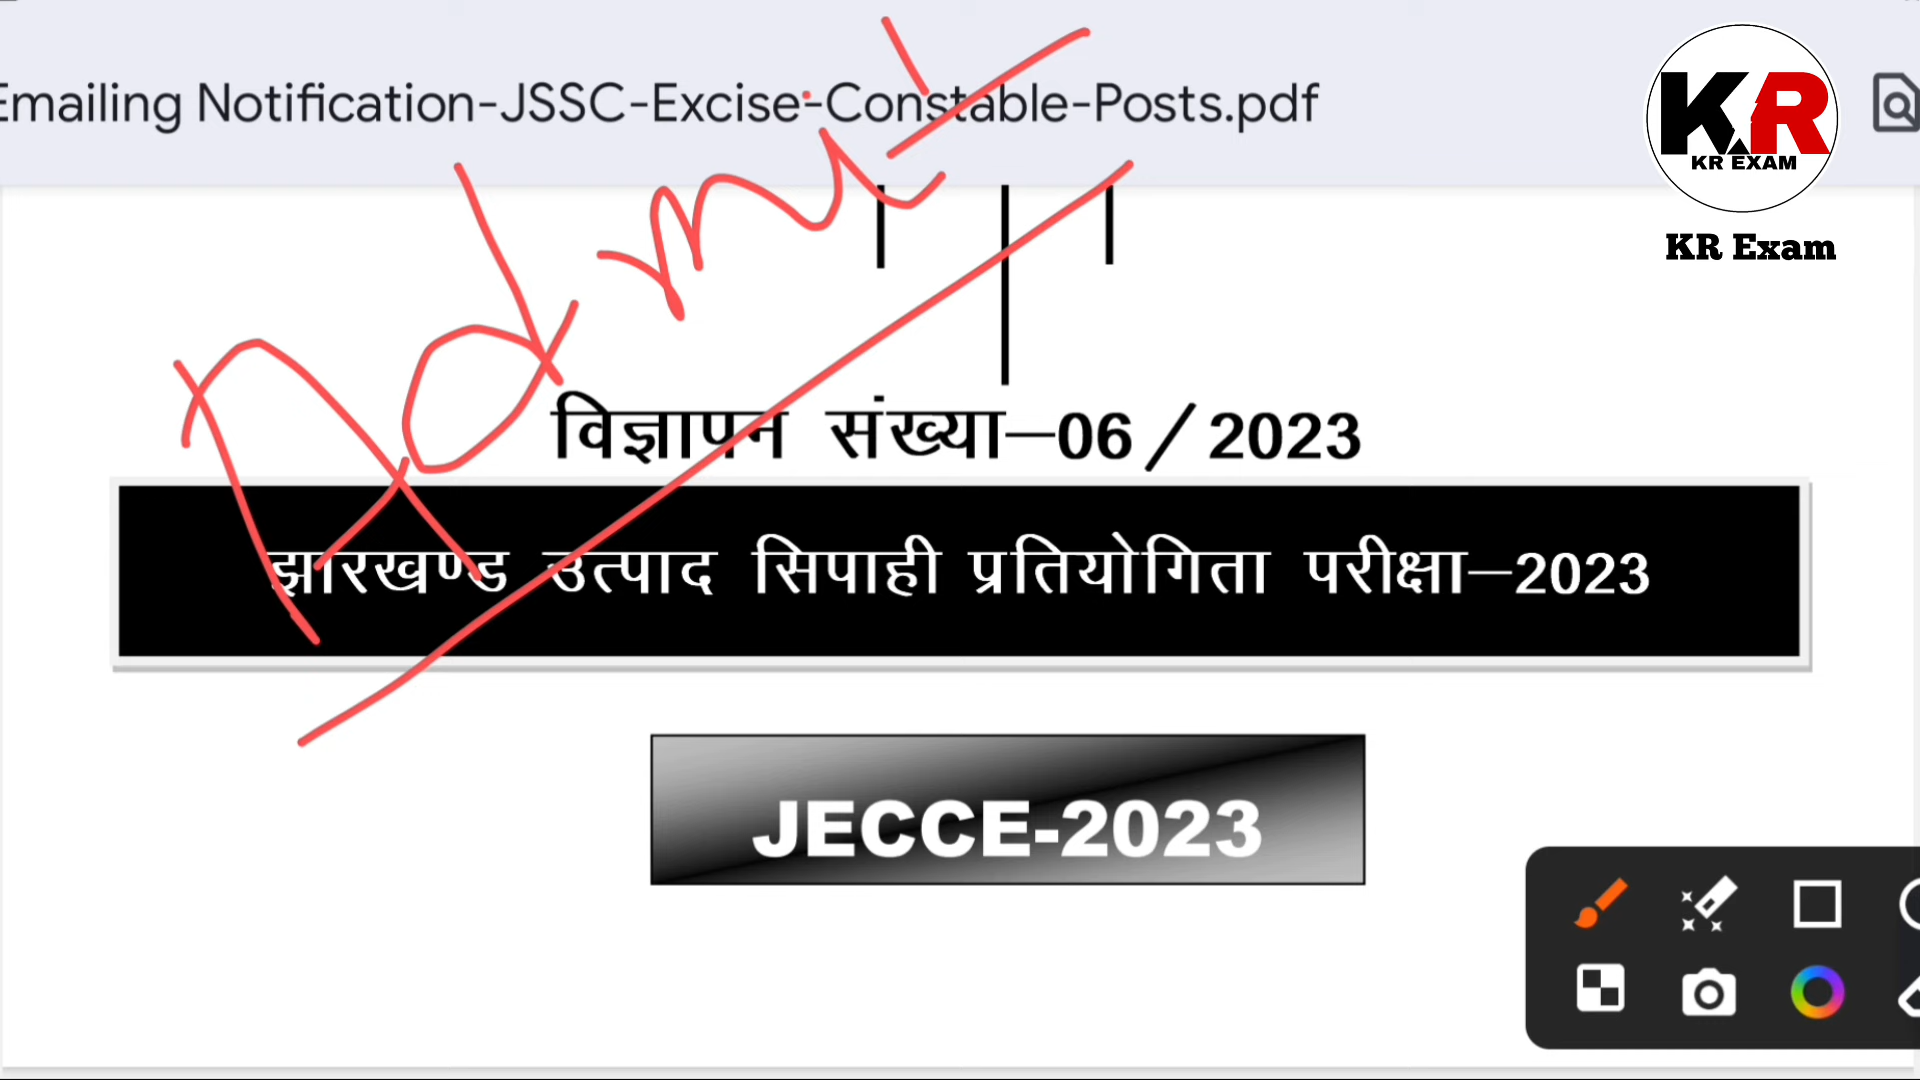 Emailing Notification-JSSC-Excise-Constable-Posts.pdf
KR
KR EXAM
KR Exam
Admit
विज्ञापन संख्या—06/2023
झारखण्ड उत्पाद सिपाही प्रतियोगिता परीक्षा—2023
JECCE-2023